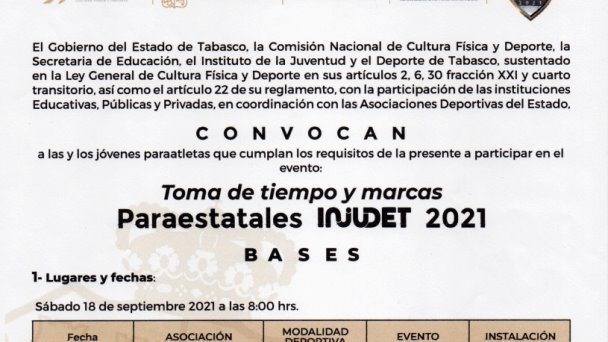 El Gobierno del Estado de Tabasco, la Comisión Nacional de Cultura Física y Deporte, la
Secretaria de Educación, el Instituto de la Juventud y el Deporte de Tabasco, sustentado
en la Ley General de Cultura Física y Deporte en sus artículos 2, 6, 30 fracción XXI y cuarto
transitorio, así como el artículo 22 de su reglamento, con la participación de las instituciones
Educativas, Públicas y Privadas, en coordinación con las Asociaciones Deportivas del Estado,
CONVOCAN
a las y los jóvenes paraatletas que cumplan los requisitos de la presente a participar en el
evento:
Toma de tiempo y marcas
Paraestatales INJUDET 2021
BASES
1- Lugares y fechas:
Sábado 18 de septiembre 2021 a las 8:00 hrs.
Fecha ASOCIACIÓN MODALIDAD EVENTO INSTALACIÓN
DEPORTIVA